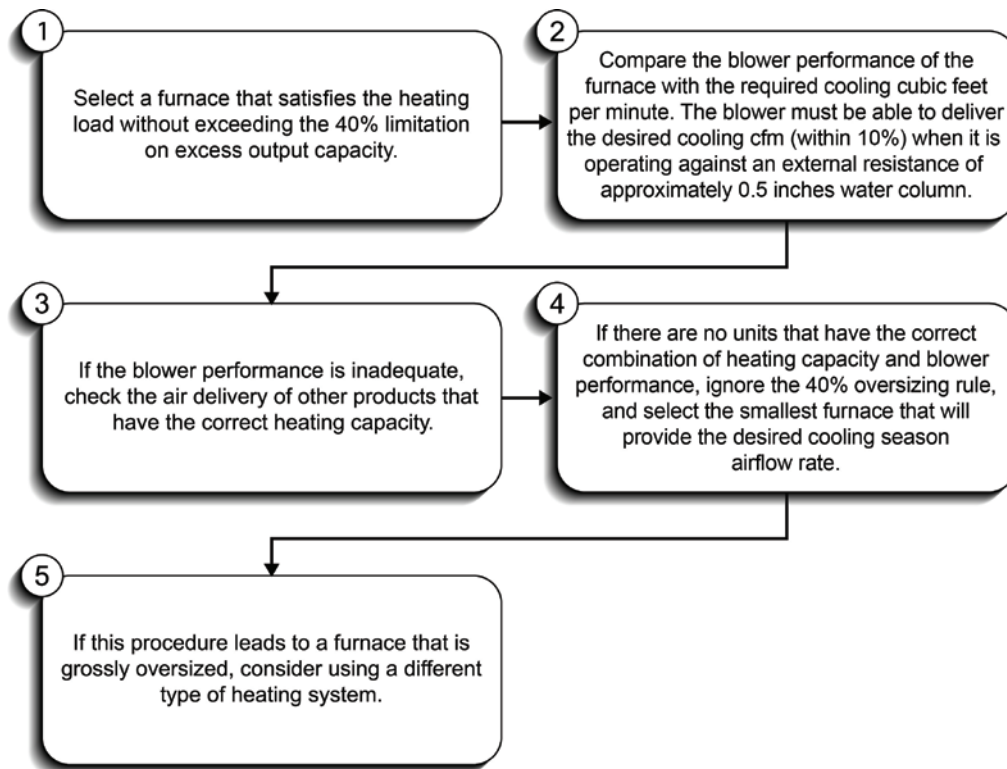 1
Select a furnace that satisfies the heating
load without exceeding the 40% limitation
on excess output capacity.
2
Compare the blower performance of the
furnace with the required cooling cubic feet
per minute. The blower must be able to deliver
the desired cooling cfm (within 10%) when it is
operating against an external resistance of
approximately 0.5 inches water column.
3
If the blower performance is inadequate,
check the air delivery of other products that
have the correct heating capacity.
4
If there are no units that have the correct
combination of heating capacity and blower
performance, ignore the 40% oversizing rule,
and select the smallest furnace that will
provide the desired cooling season
airflow rate.
5
If this procedure leads to a furnace that is
grossly oversized, consider using a different
type of heating system.